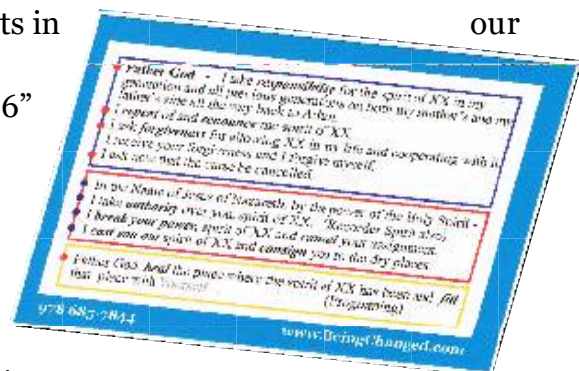 ts in our
6”
Father God - I take responsibility for the spirit of XX in my
generation and all previous generations on both my mother's and my
father's side all the way back to Adam.
I repent of and renounce the spirit of XX.
I ask forgiveness for allowing XX in my life and cooperating with it.
I receive your forgiveness and I forgive myself.
I ask now that the curse be cancelled.
In the Name of Jesus of Nazareth, by the power of the Holy Spirit -
I take authority over you, spirit of XX, Recorder Spirit also,
I break your power, spirit of XX and cancel your assignment.
I cast you out spirit of XX and consign you to the dry places.
Father God, heal the place where the spirit of XX has been and fill
that place with Yourself.
978 685-7844 www.BeingChanged.com